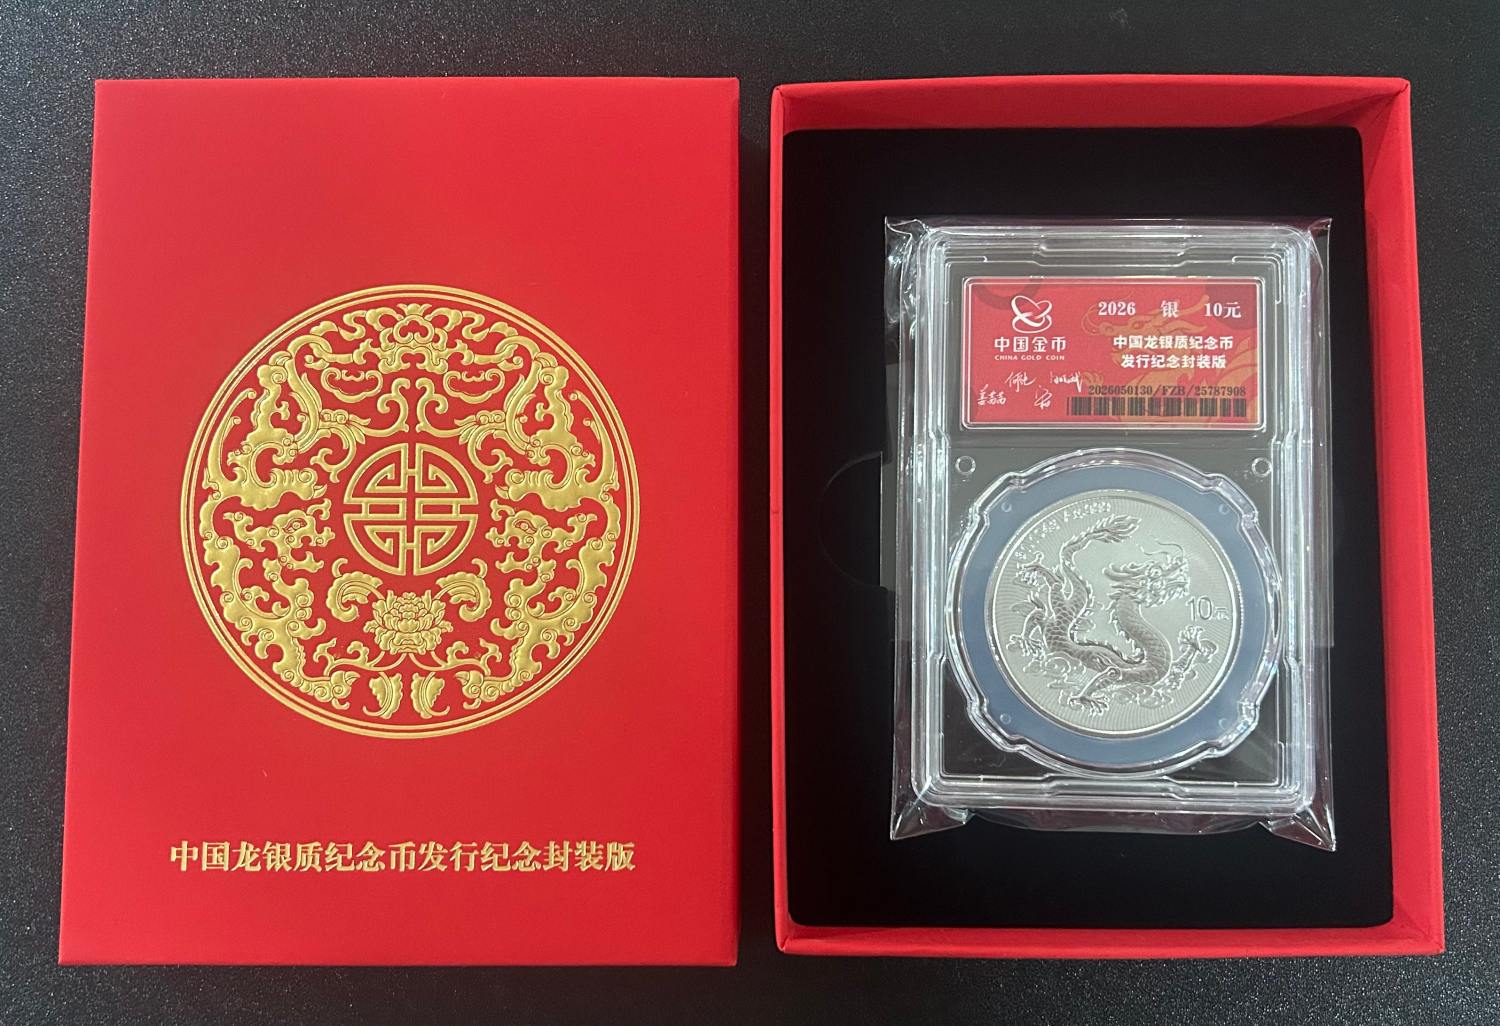 中国龙银质纪念币发行纪念封装版
中国金币
CHINA GOLD COIN
2026 银 10元
中国龙银质纪念币
发行纪念封装版
2026050130/FZB/25787908
10元